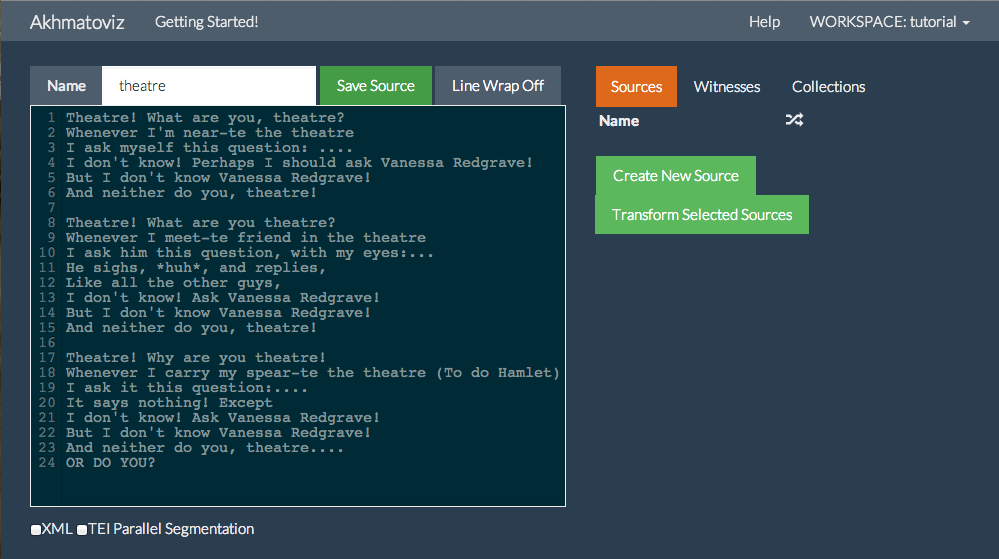 Akhmatoviz Getting Started! Help WORKSPACE: tutorial
Name theatre Save Source Line Wrap Off
1 Theatre! What are you, theatre?
2 Whenever I'm near-te the theatre
3 I ask myself this question: ....
4 I don't know! Perhaps I should ask Vanessa Redgrave!
5 But I don't know Vanessa Redgrave!
6 And neither do you, theatre!
7
8 Theatre! What are you theatre?
9 Whenever I meet-te friend in the theatre
10 I ask him this question, with my eyes:...
11 He sighs, *huh*, and replies,
12 Like all the other guys,
13 I don't know! Ask Vanessa Redgrave!
14 But I don't know Vanessa Redgrave!
15 And neither do you, theatre!
16
17 Theatre! Why are you theatre!
18 Whenever I carry my spear-te the theatre (To do Hamlet)
19 I ask it this question:....
20 It says nothing! Except
21 I don't know! Ask Vanessa Redgrave!
22 But I don't know Vanessa Redgrave!
23 And neither do you, theatre....
24 OR DO YOU?
XML TEI Parallel Segmentation
Sources Witnesses Collections
Name
Create New Source
Transform Selected Sources